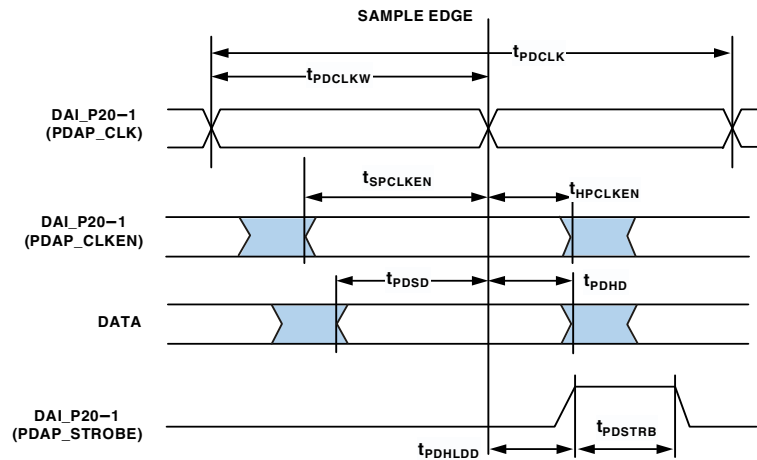 SAMPLE EDGE
tPDCLK
tPDCLKW
DAI_P20–1
(PDAP_CLK)
tSPCLKEN
tHPCLKEN
DAI_P20–1
(PDAP_CLKEN)
tPDSD
tPDHD
DATA
DAI_P20–1
(PDAP_STROBE)
tPDHLDD
tPDSTRB